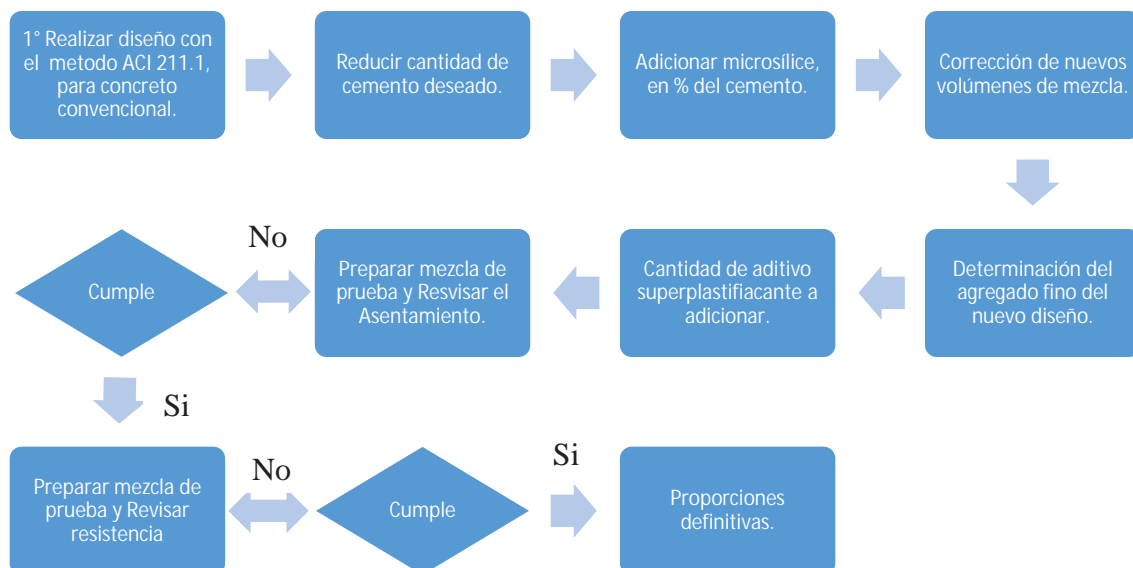 1° Realizar diseño con
el metodo ACI 211.1,
para concreto
convencional.
Reducir cantidad de
cemento deseado.
Adicionar microsílice,
en % del cemento.
Corrección de nuevos
volúmenes de mezcla.
Determinación del
agregado fino del
nuevo diseño.
Cantidad de aditivo
superplastifiacante a
adicionar.
Preparar mezcla de
prueba y Resvisar el
Asentamiento.
No
Cumple
Si
Preparar mezcla de
prueba y Revisar
resistencia
No
Cumple
Si
Proporciones
definitivas.